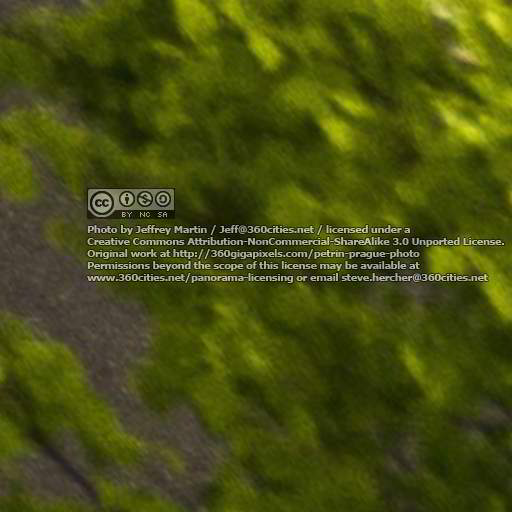 cc BY NC SA
Photo by Jeffrey Martin / Jeff@360cities.net / licensed under a
Creative Commons Attribution-NonCommercial-ShareAlike 3.0 Unported License.
Original work at http://360gigapixels.com/petrin-prague-photo
Permissions beyond the scope of this license may be available at
www.360cities.net/panorama-licensing or email steve.hercher@360cities.net